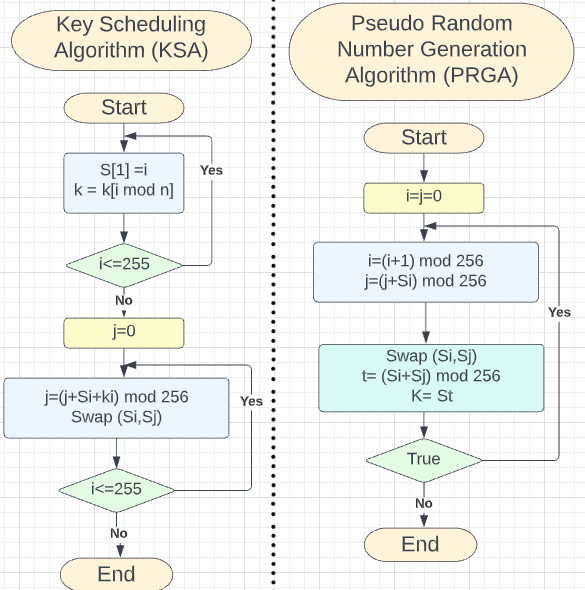 Key Scheduling
Algorithm (KSA)
Start
S[1] =i
k = k[i mod n]
Yes
i<=255
No
j=0
j=(j+Si+ki) mod 256
Swap (Si,Sj)
Yes
i<=255
No
End
Pseudo Random
Number Generation
Algorithm (PRGA)
Start
i=j=0
i=(i+1) mod 256
j=(j+Si) mod 256
Yes
Swap (Si,Sj)
t= (Si+Sj) mod 256
K= St
True
No
End